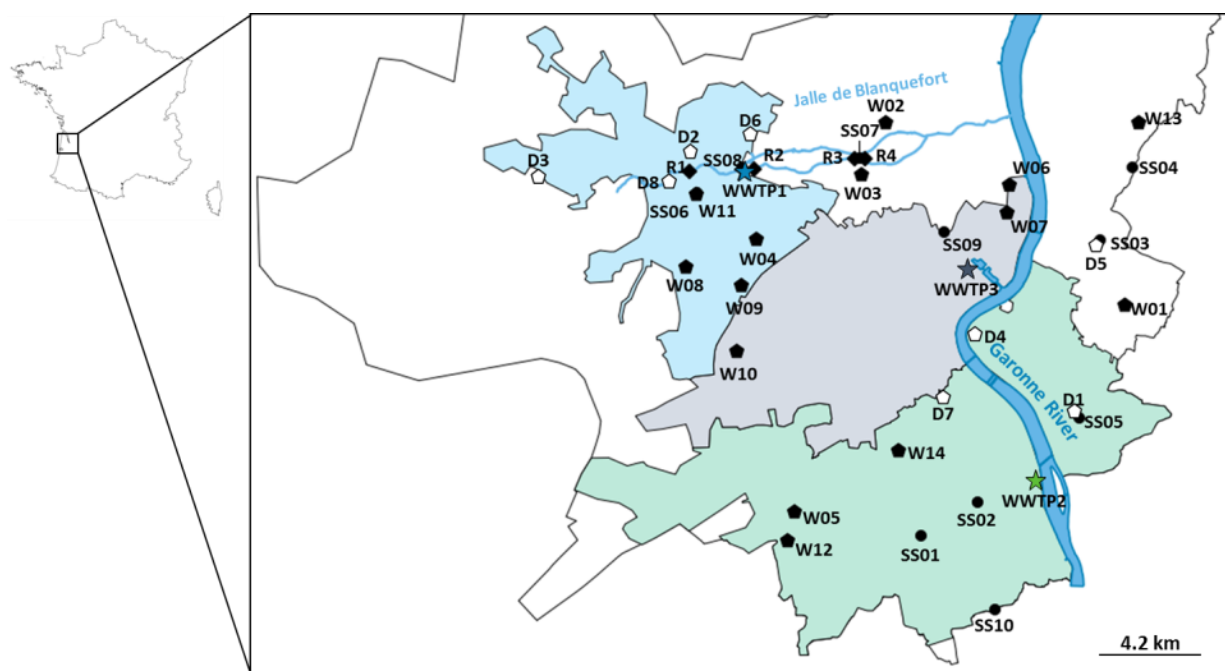 Jalle de Blanquefort
W02
W13
D6
SS07
D2
SS04
D3
R1
SS08
R2
R3
R4
D8
WWTP1
W03
W06
SS06
W11
W07
SS09
SS03
W04
D5
W08
W09
WWTP3
W01
D4
W10
Garonne River
D7
D1
SS05
W14
WWTP2
W05
SS02
W12
SS01
SS10
4.2 km